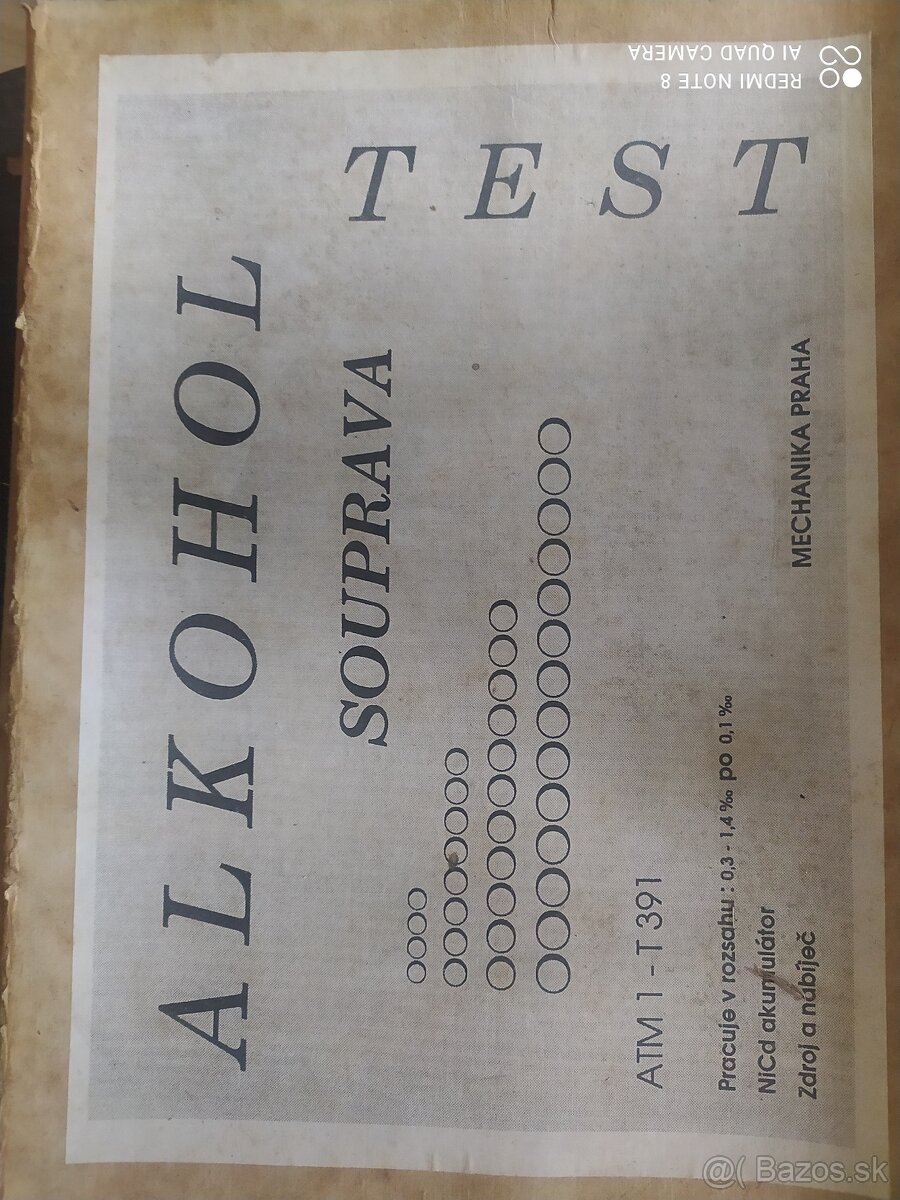 ALKOHOL
TEST
SOUPRAVA
ATM 1 - T 391
Pracuje v rozsahu : 0,3 - 1,4 ‰ po 0,1 ‰
NiCd akumulátor
Zdroj a nabíječ
MECHANIKA PRAHA
REDMI NOTE 8
AI QUAD CAMERA
@( Bazos.sk